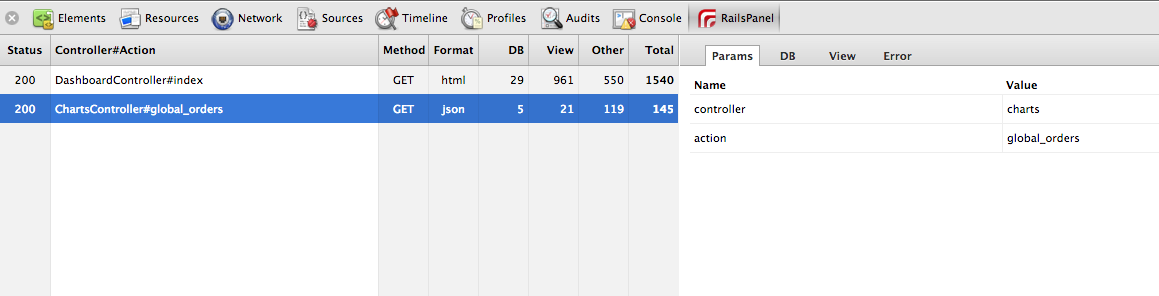 Elements Resources Network Sources Timeline Profiles Audits Console RailsPanel
Status Controller#Action Method Format DB View Other Total
200 DashboardController#index GET html 29 961 550 1540
200 ChartsController#global_orders GET json 5 21 119 145
Params DB View Error
Name Value
controller charts
action global_orders